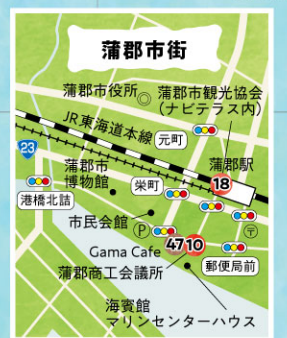 蒲郡市街
蒲郡市役所
蒲郡市観光協会
(ナビテラス内)
JR東海道本線
元町
23
蒲郡市
博物館
蒲郡駅
18
港橋北詰
栄町
市民会館
P
〒
47 10
Gama Cafe
蒲郡商工会議所
郵便局前
海賓館
マリンセンターハウス